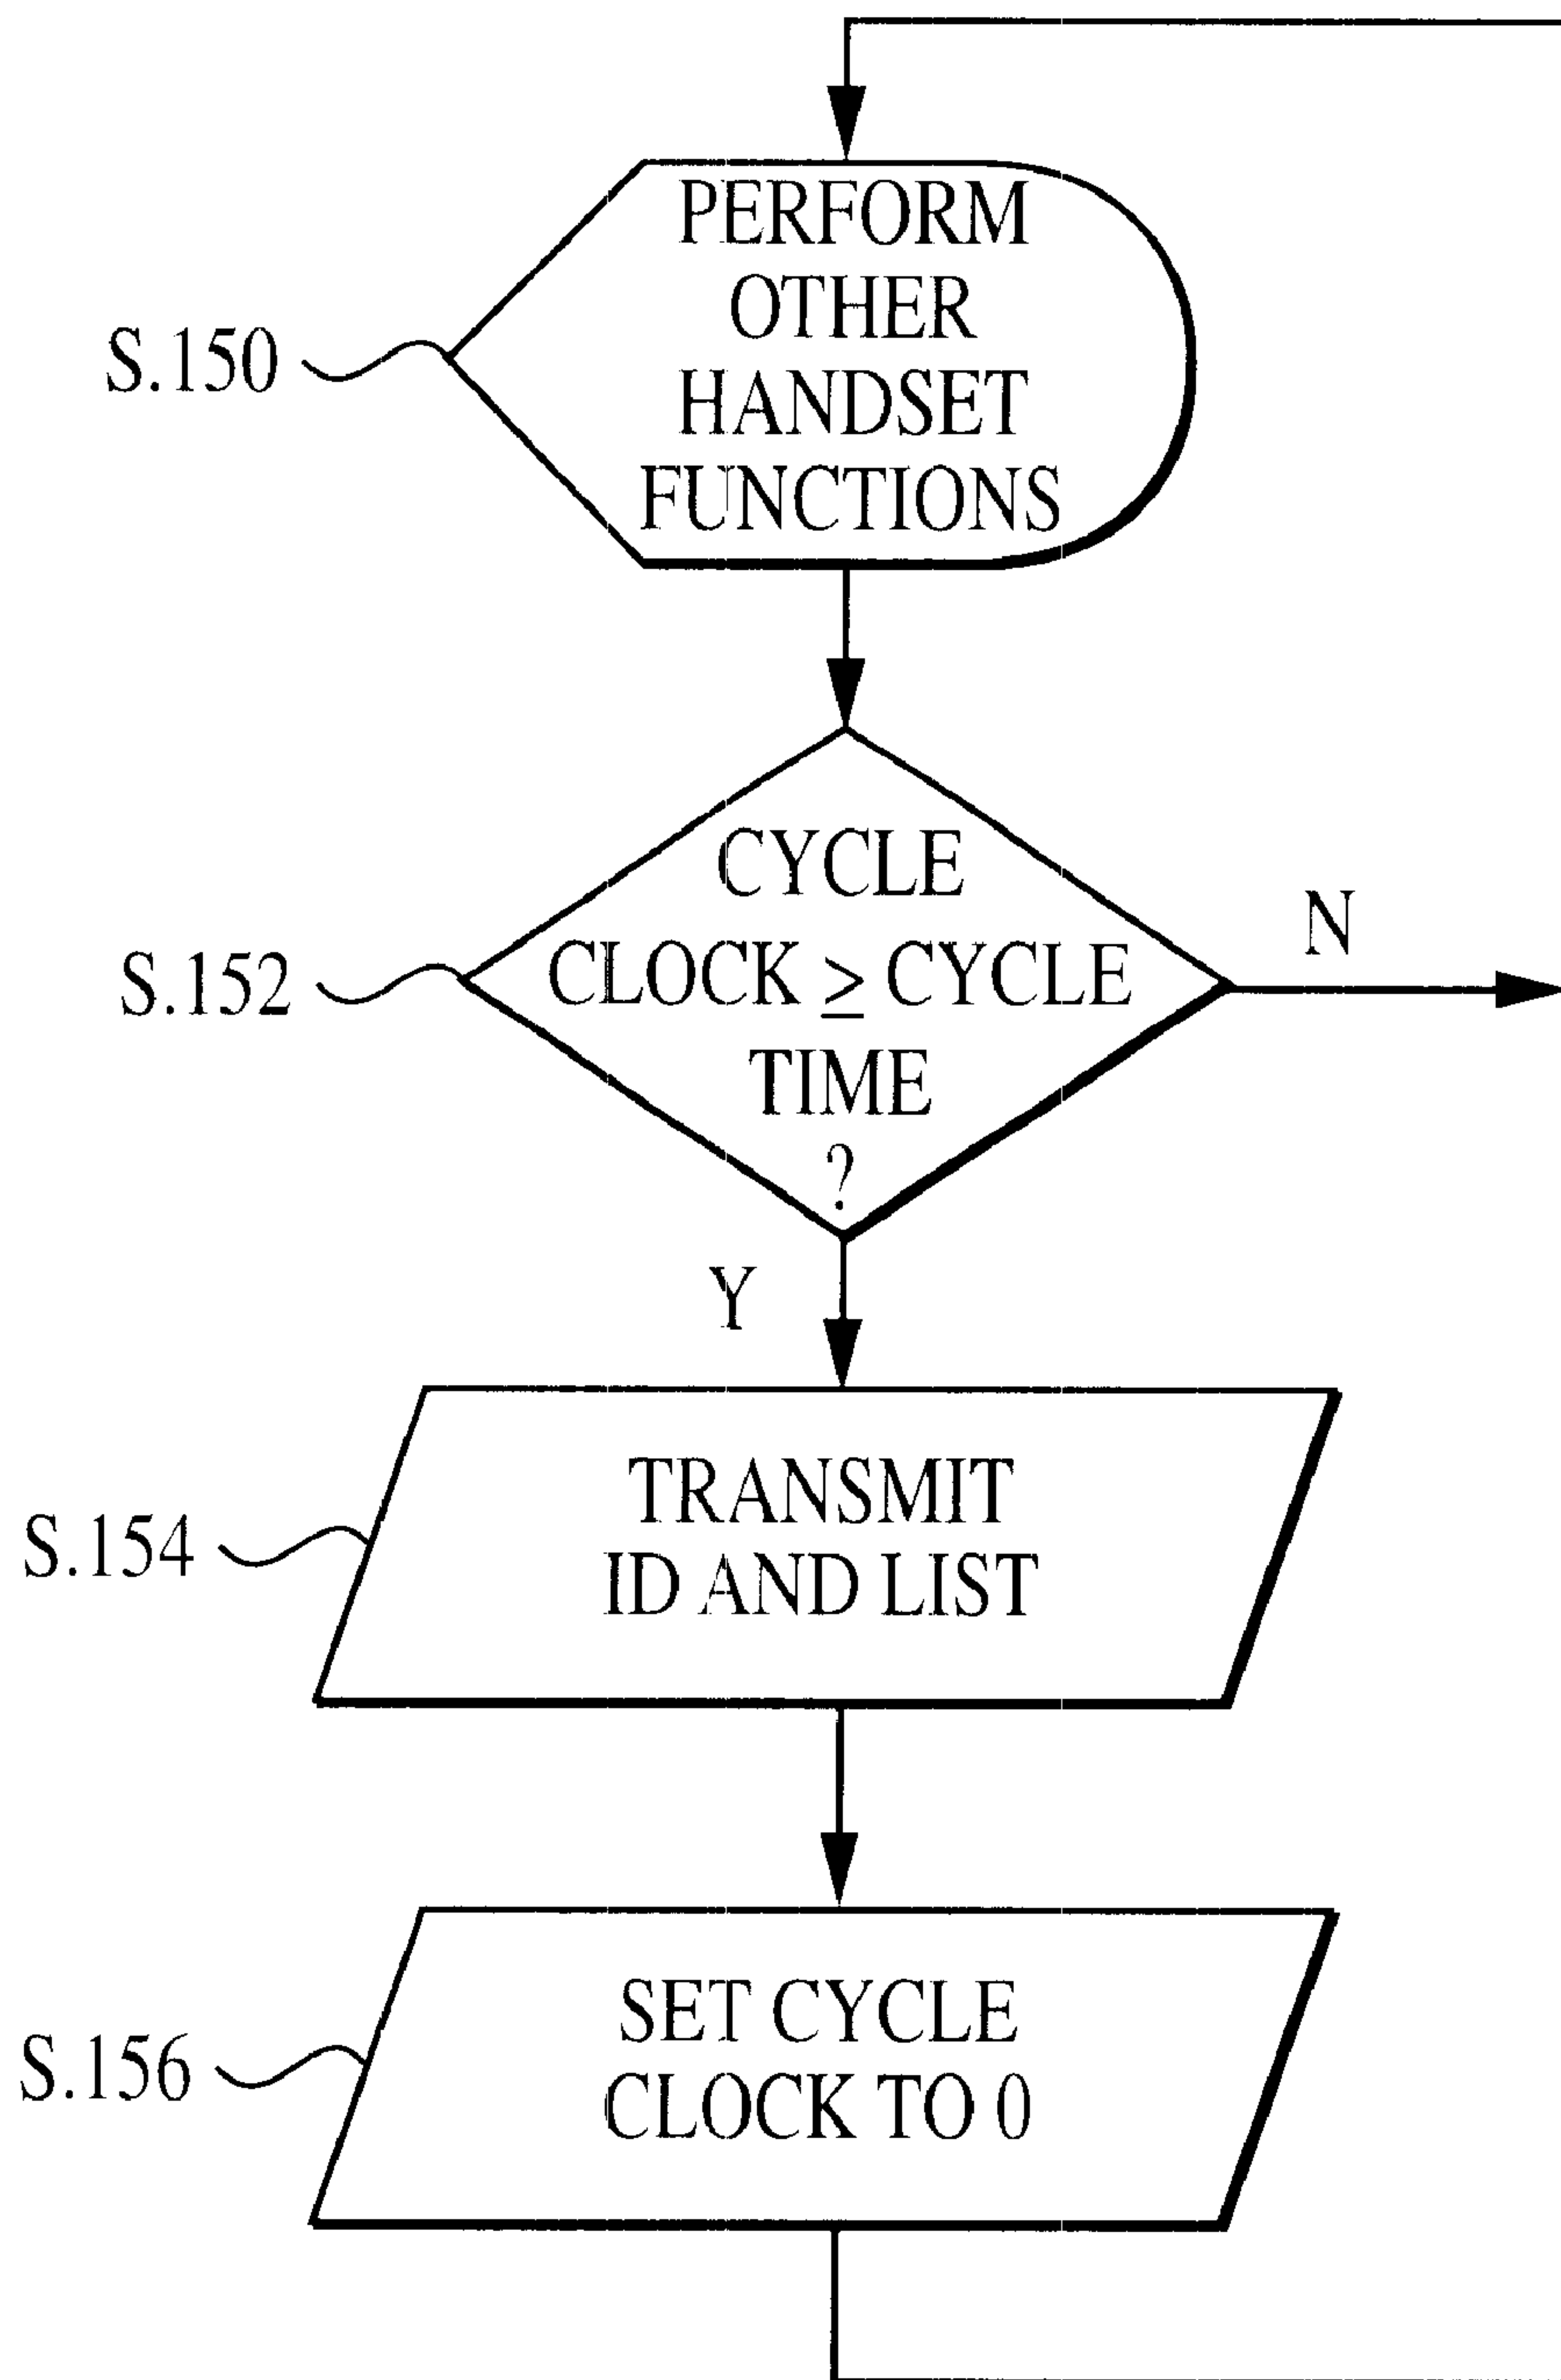 PERFORM
OTHER
HANDSET
FUNCTIONS
S.150
CYCLE
CLOCK ≥ CYCLE
TIME
?
S.152
N
Y
TRANSMIT
ID AND LIST
S.154
SET CYCLE
CLOCK TO 0
S.156